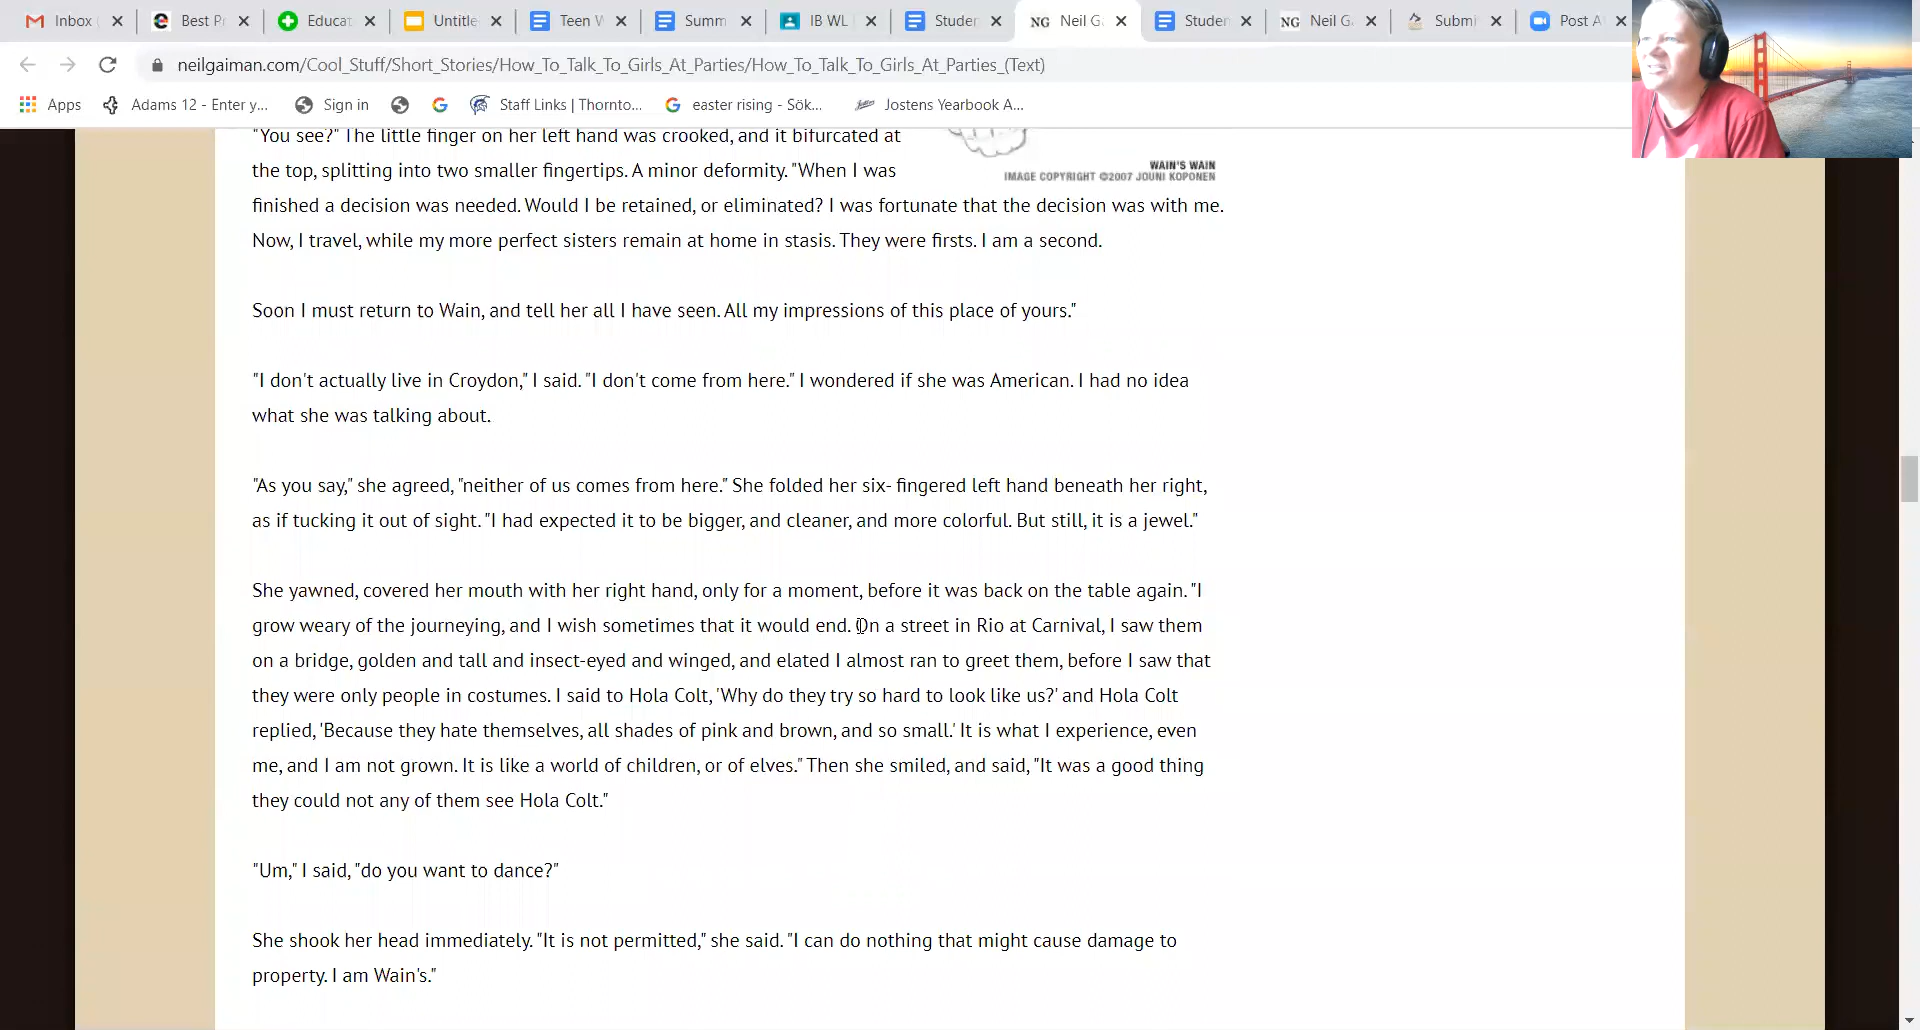 Inbox
Best Pr
Educat
Untitle
Teen W
Summ
IB WL
Studen
NG Neil G
Studen
NG Neil G
Submi
Post A
neilgaiman.com/Cool_Stuff/Short_Stories/How_To_Talk_To_Girls_At_Parties/How_To_Talk_To_Girls_At_Parties_(Text)
Apps
Adams 12 - Enter y...
Sign in
Staff Links | Thornto...
easter rising - Sök...
Jostens Yearbook A...
"You see?" The little finger on her left hand was crooked, and it bifurcated at
the top, splitting into two smaller fingertips. A minor deformity. "When I was
WAIN'S WAIN
IMAGE COPYRIGHT ©2007 JOUNI KOPONEN
finished a decision was needed. Would I be retained, or eliminated? I was fortunate that the decision was with me.
Now, I travel, while my more perfect sisters remain at home in stasis. They were firsts. I am a second.
Soon I must return to Wain, and tell her all I have seen. All my impressions of this place of yours."
"I don't actually live in Croydon," I said. "I don't come from here." I wondered if she was American. I had no idea
what she was talking about.
"As you say," she agreed, "neither of us comes from here." She folded her six- fingered left hand beneath her right,
as if tucking it out of sight. "I had expected it to be bigger, and cleaner, and more colorful. But still, it is a jewel."
She yawned, covered her mouth with her right hand, only for a moment, before it was back on the table again. "I
grow weary of the journeying, and I wish sometimes that it would end. On a street in Rio at Carnival, I saw them
on a bridge, golden and tall and insect-eyed and winged, and elated I almost ran to greet them, before I saw that
they were only people in costumes. I said to Hola Colt, 'Why do they try so hard to look like us?' and Hola Colt
replied, 'Because they hate themselves, all shades of pink and brown, and so small.' It is what I experience, even
me, and I am not grown. It is like a world of children, or of elves." Then she smiled, and said, "It was a good thing
they could not any of them see Hola Colt."
"Um," I said, "do you want to dance?"
She shook her head immediately. "It is not permitted," she said. "I can do nothing that might cause damage to
property. I am Wain's."